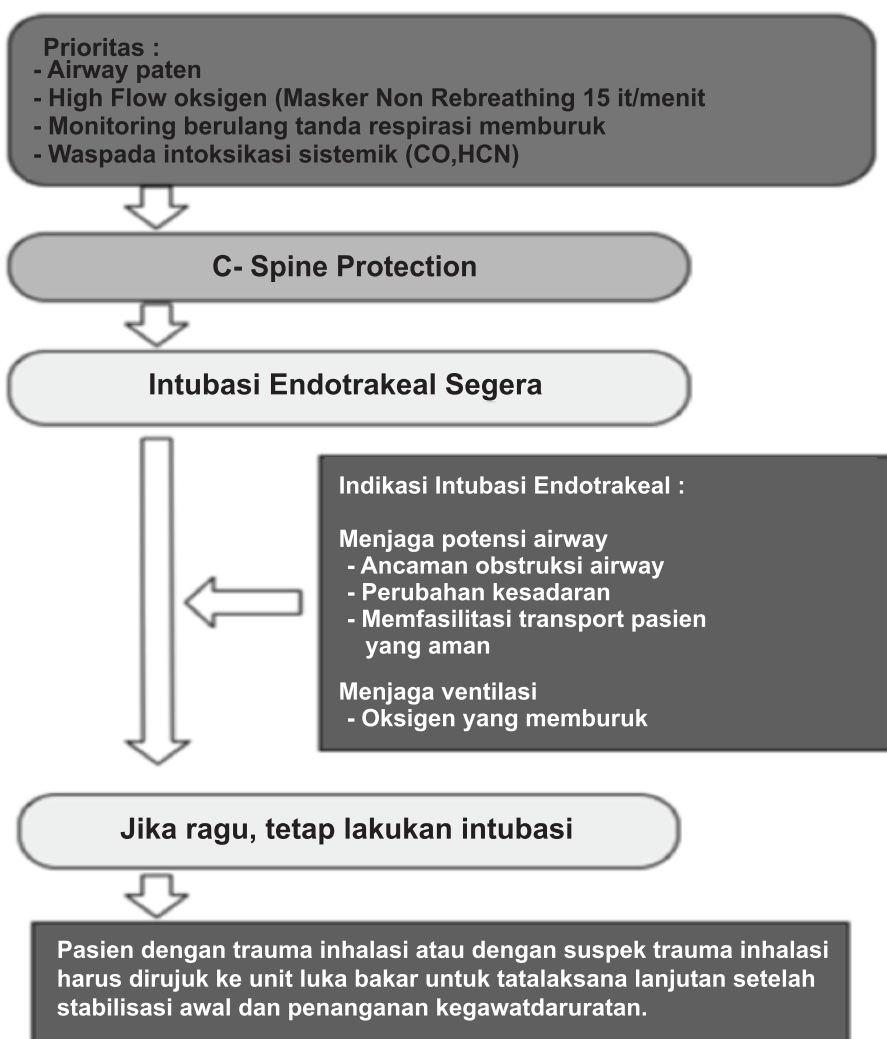 Prioritas :
- Airway paten
- High Flow oksigen (Masker Non Rebreathing 15 it/menit
- Monitoring berulang tanda respirasi memburuk
- Waspada intoksikasi sistemik (CO,HCN)
C- Spine Protection
Intubasi Endotrakeal Segera
Indikasi Intubasi Endotrakeal :
Menjaga potensi airway
- Ancaman obstruksi airway
- Perubahan kesadaran
- Memfasilitasi transport pasien
yang aman
Menjaga ventilasi
- Oksigen yang memburuk
Jika ragu, tetap lakukan intubasi
Pasien dengan trauma inhalasi atau dengan suspek trauma inhalasi
harus dirujuk ke unit luka bakar untuk tatalaksana lanjutan setelah
stabilisasi awal dan penanganan kegawatdaruratan.